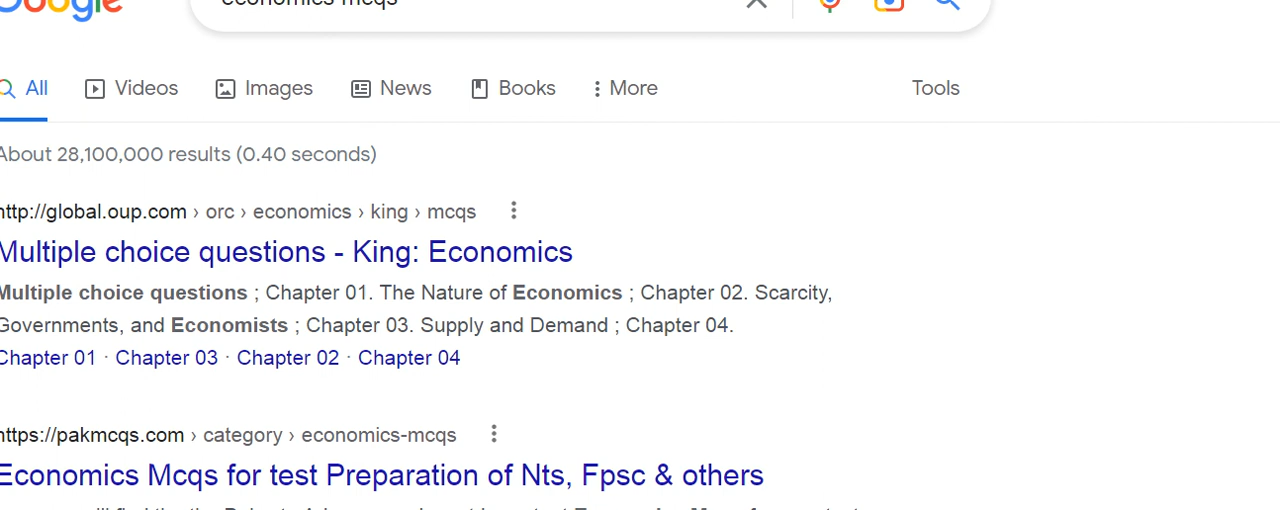 Google
economics mcqs
All Videos Images News Books More Tools
About 28,100,000 results (0.40 seconds)
http://global.oup.com › orc › economics › king › mcqs
Multiple choice questions - King: Economics
Multiple choice questions ; Chapter 01. The Nature of Economics ; Chapter 02. Scarcity,
Governments, and Economists ; Chapter 03. Supply and Demand ; Chapter 04.
Chapter 01 · Chapter 03 · Chapter 02 · Chapter 04
https://pakmcqs.com › category › economics-mcqs
Economics Mcqs for test Preparation of Nts, Fpsc & others